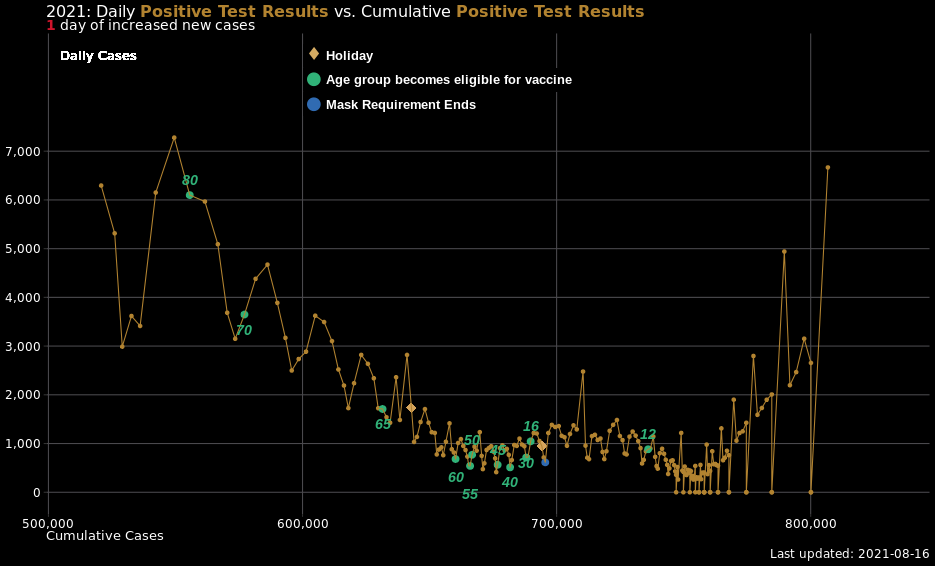 2021: Daily Positive Test Results vs. Cumulative Positive Test Results
1 day of increased new cases
Daily Cases
Holiday
Age group becomes eligible for vaccine
Mask Requirement Ends
7,000
6,000
5,000
4,000
3,000
2,000
1,000
0
80
70
65
60
50
55
45
40
30
16
12
500,000
600,000
700,000
800,000
Cumulative Cases
Last updated: 2021-08-16